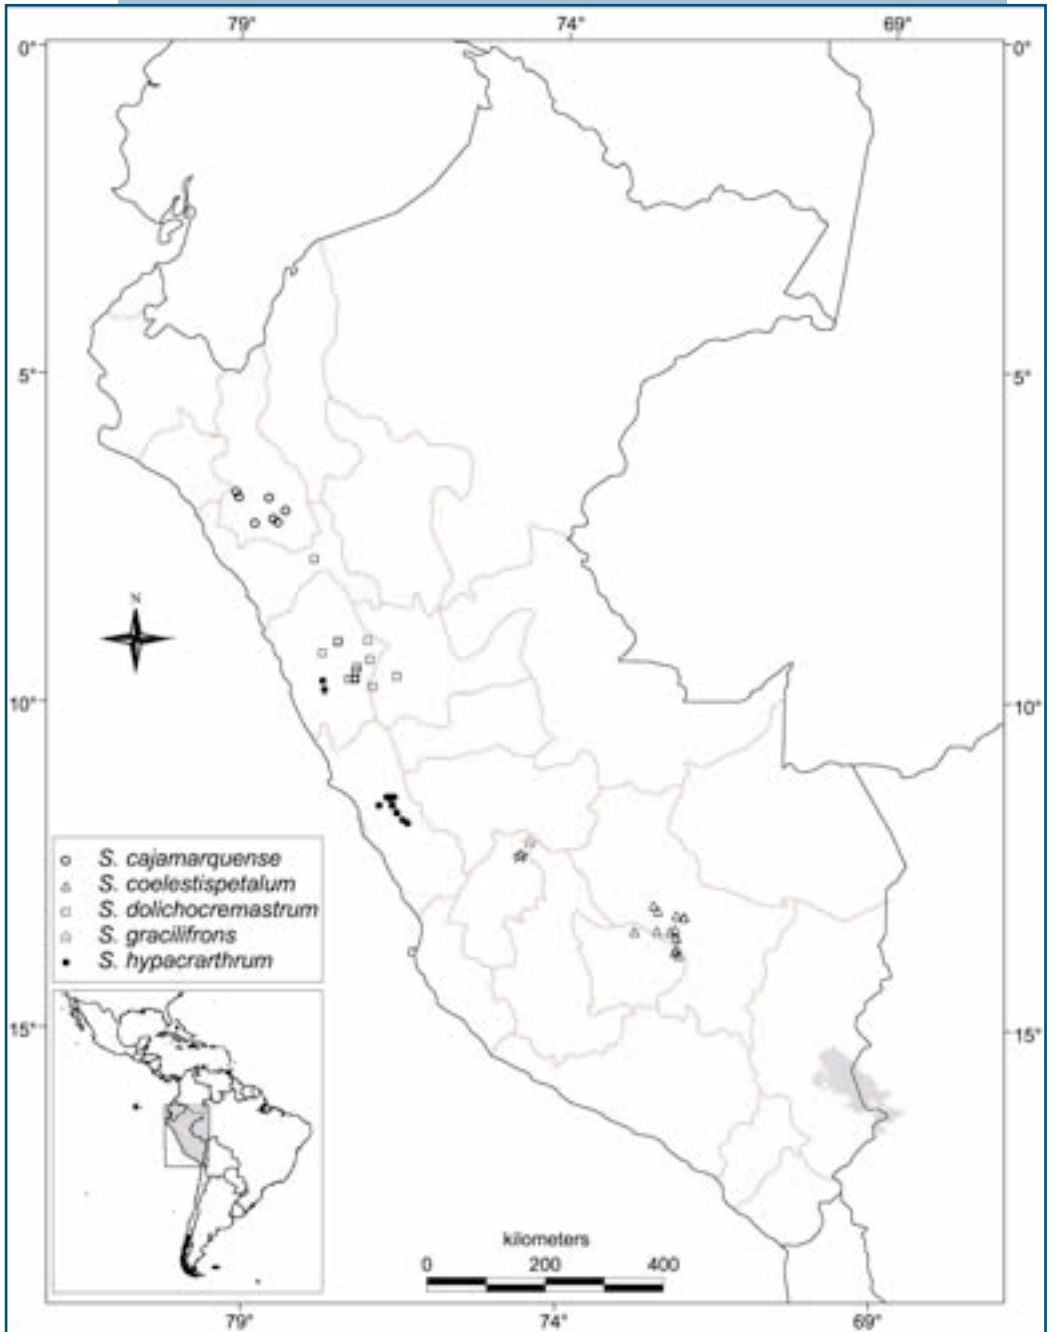 79° 74° 69°
0° 0°
5° 5°
N
10° 10°
S. cajamarquense
S. coelestispetalum
S. dolichocremastrum
S. gracilifrons
S. hypacrarthrum
15° 15°
kilometers
0 200 400
79° 74° 69°